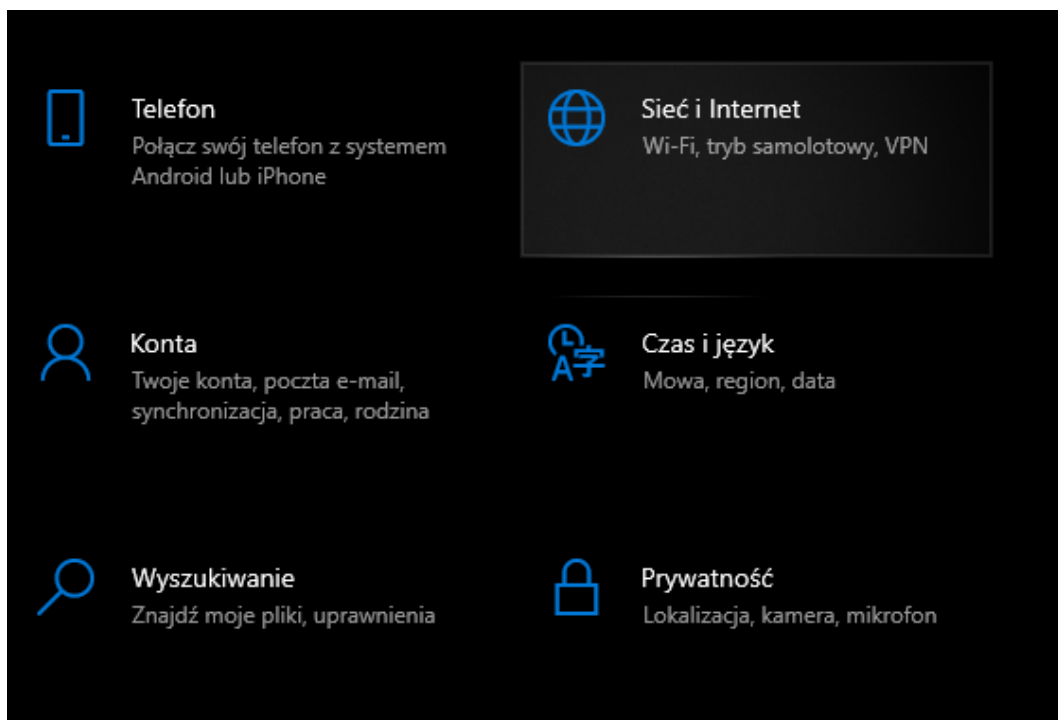 Telefon
Połącz swój telefon z systemem
Android lub iPhone
Sieć i Internet
Wi-Fi, tryb samolotowy, VPN
Konta
Twoje konta, poczta e-mail,
synchronizacja, praca, rodzina
Czas i język
Mowa, region, data
Wyszukiwanie
Znajdź moje pliki, uprawnienia
Prywatność
Lokalizacja, kamera, mikrofon